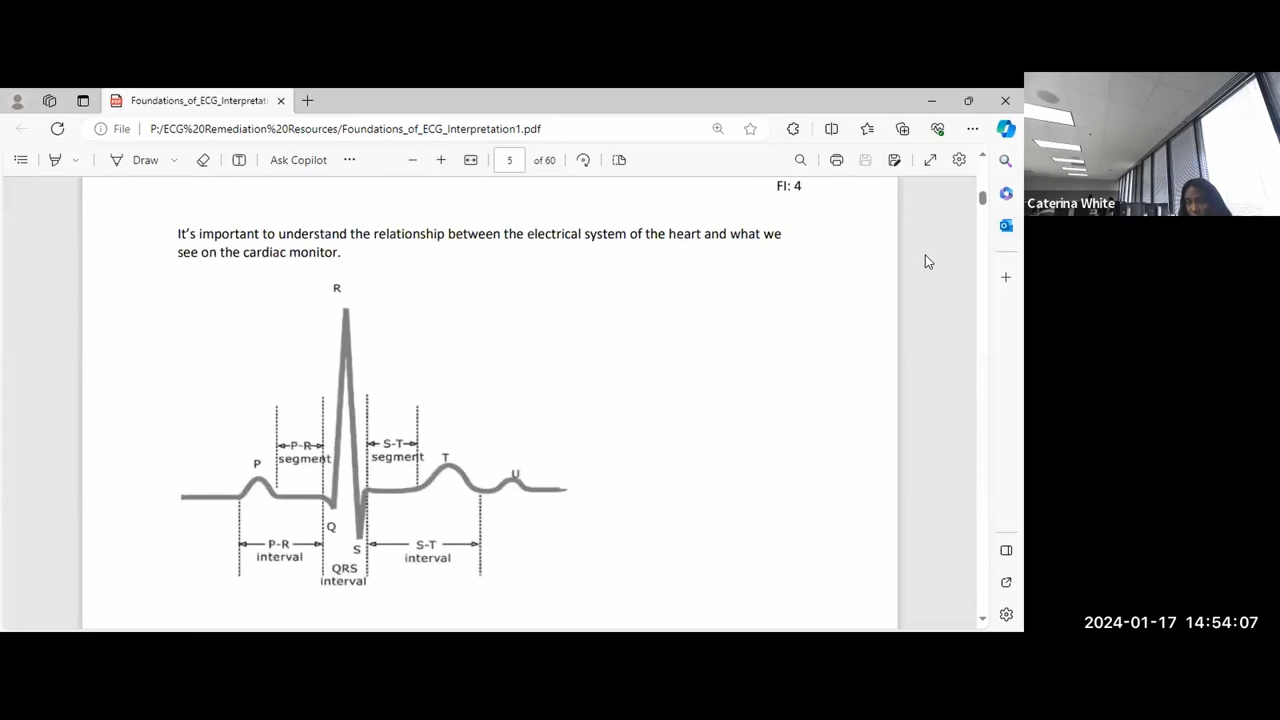 Foundations_of_ECG_Interpretati
File P:/ECG%20Remediation%20Resources/Foundations_of_ECG_Interpretation1.pdf
Draw Ask Copilot 5 of 60
FI: 4
It's important to understand the relationship between the electrical system of the heart and what we
see on the cardiac monitor.
R
P-R
segment
S-T
segment
P
T
U
Q
S
P-R
interval
QRS
interval
S-T
interval
Caterina White
2024-01-17 14:54:07